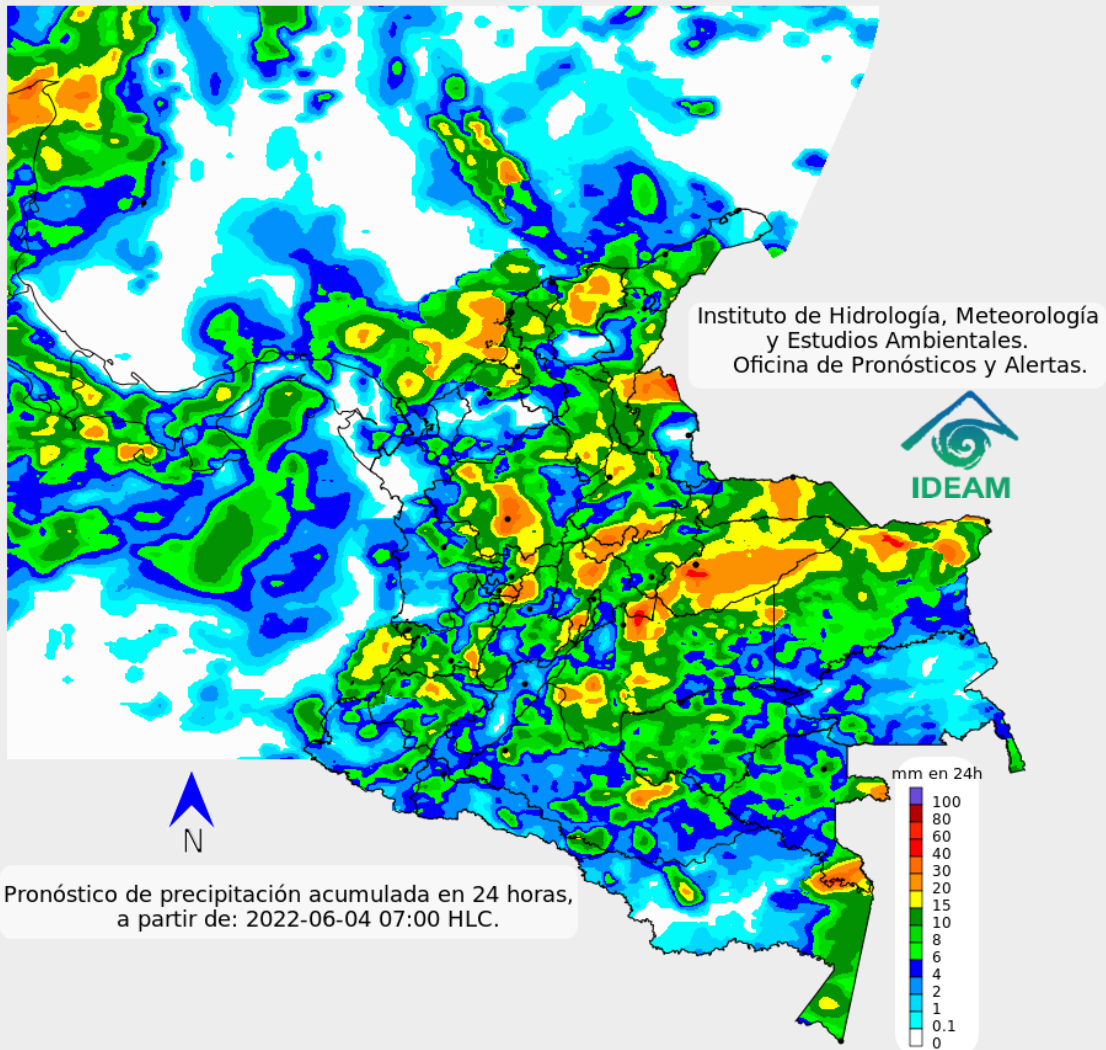 Instituto de Hidrología, Meteorología
y Estudios Ambientales.
Oficina de Pronósticos y Alertas.
IDEAM
N
Pronóstico de precipitación acumulada en 24 horas,
a partir de: 2022-06-04 07:00 HLC.
mm en 24h
100
80
60
40
30
20
15
10
8
6
4
2
1
0.1
0